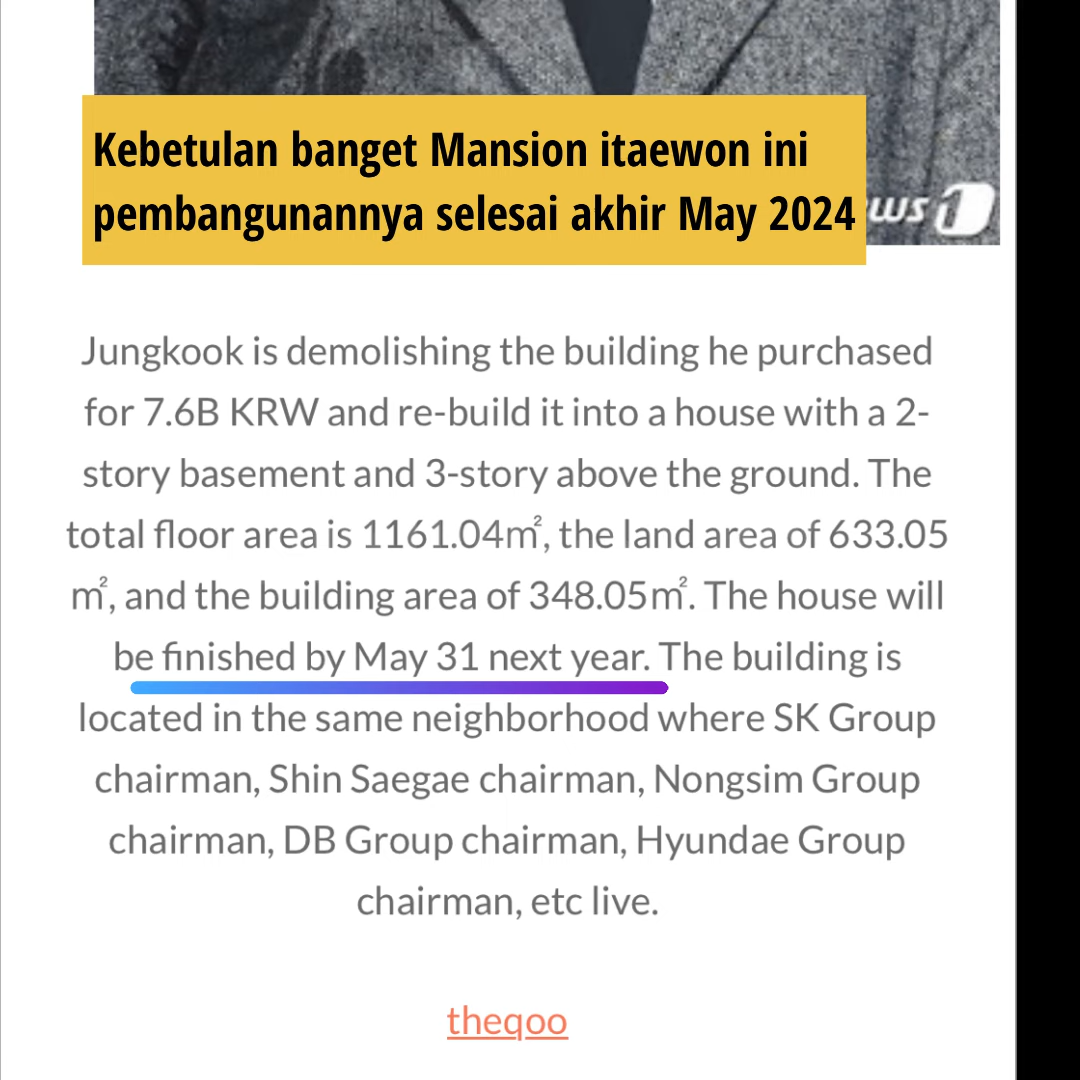 Kebetulan banget Mansion itaewon ini
pembangunannya selesai akhir May 2024
ws 1
Jungkook is demolishing the building he purchased
for 7.6B KRW and re-build it into a house with a 2-
story basement and 3-story above the ground. The
total floor area is 1161.04㎡, the land area of 633.05
㎡, and the building area of 348.05㎡. The house will
be finished by May 31 next year. The building is
located in the same neighborhood where SK Group
chairman, Shin Saegae chairman, Nongsim Group
chairman, DB Group chairman, Hyundae Group
chairman, etc live.
theqoo